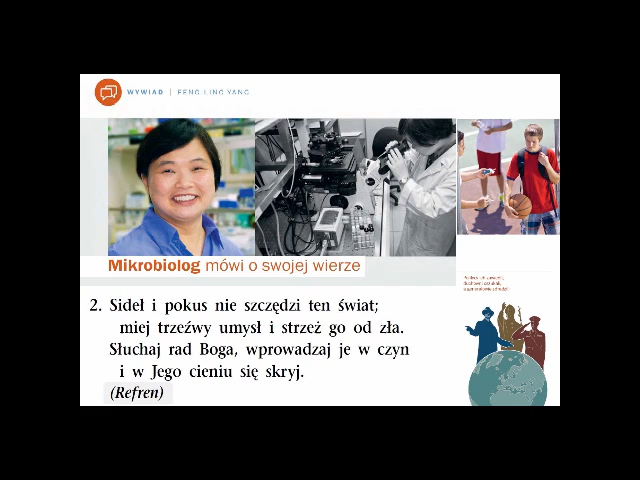 WYWIAD | FENG-LING YANG
Mikrobiolog mówi o swojej wierze
2. Sideł i pokus nie szczędzi ten świat;
miej trzeźwy umysł i strzeż go od zła.
Słuchaj rad Boga, wprowadzaj je w czyn
i w Jego cieniu się skryj.
(Refren)